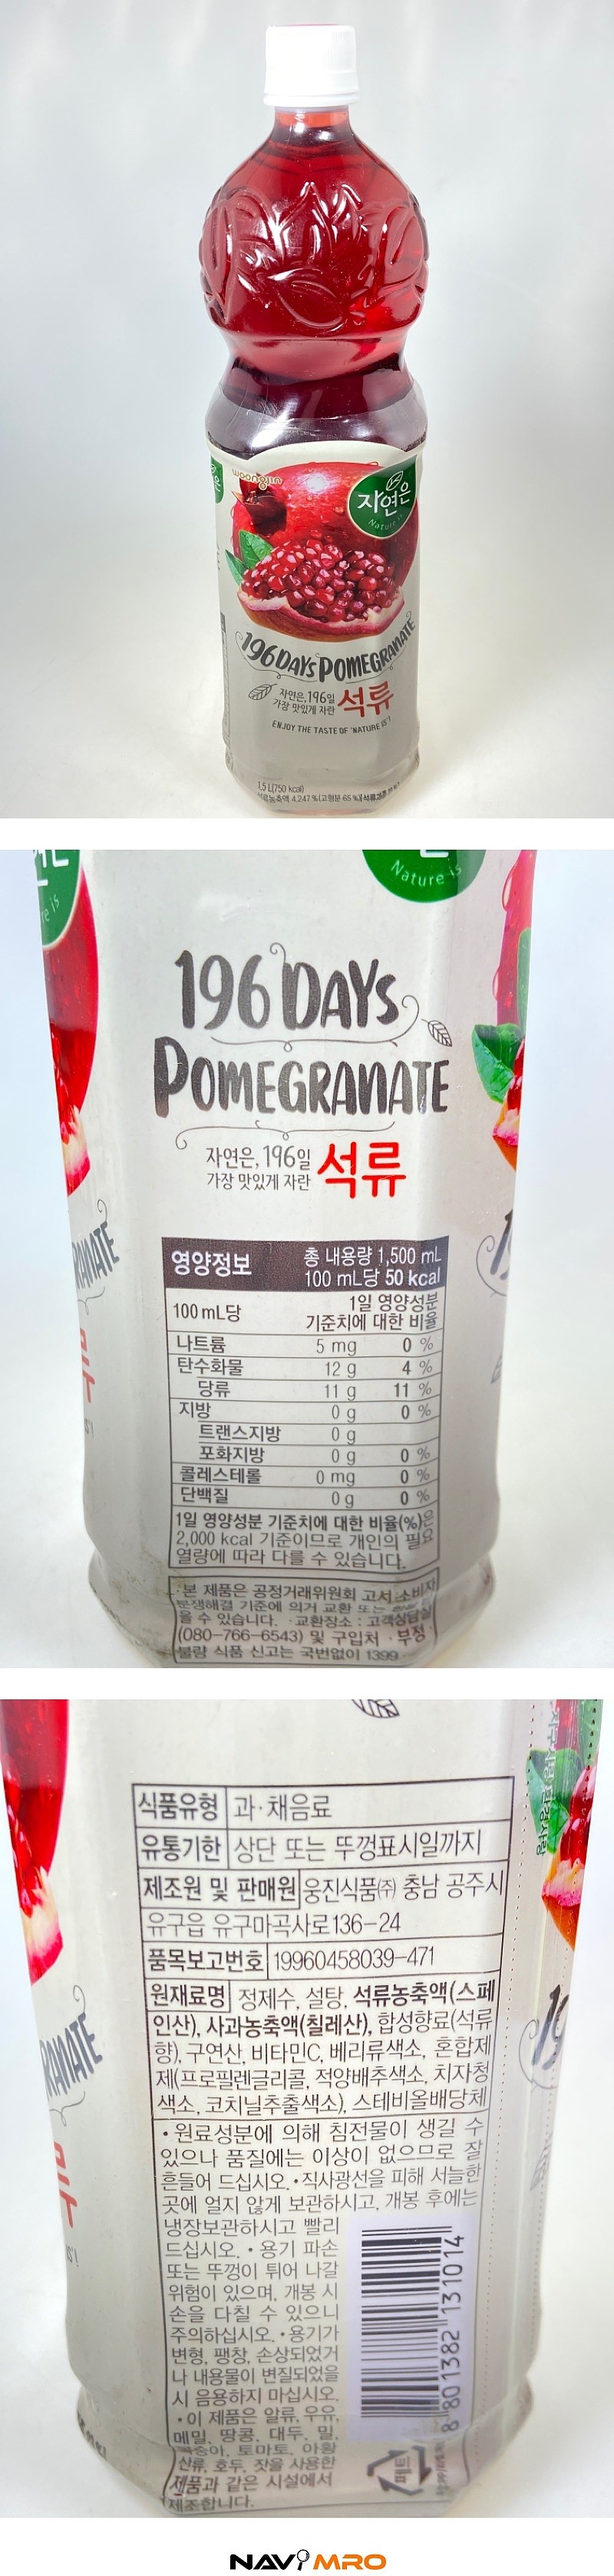 woongjin
자연은
Nature is
196 DAYS POMEGRANATE
자연은, 196일
가장 맛있게 자란
석류
ENJOY THE TASTE OF 'NATURE IS'!
1.5 L(750 kcal)
석류농축액 4.247 %(고형분 65 %
Nature is
196 DAYS
POMEGRANATE
자연은, 196일
가장 맛있게 자란
석류
영양정보
총 내용량 1,500 mL
100 mL당 50 kcal
100 mL당 1일 영양성분
기준치에 대한 비율
나트륨 5 mg 0 %
탄수화물 12 g 4 %
당류 11 g 11 %
지방 0 g 0 %
트랜스지방 0 g
포화지방 0 g 0 %
콜레스테롤 0 mg 0 %
단백질 0 g 0 %
1일 영양성분 기준치에 대한 비율(%)은
2,000 kcal 기준이므로 개인의 필요
열량에 따라 다를 수 있습니다.
·본 제품은 공정거래위원회 고시 소비자
분쟁해결 기준에 의거 교환 또는
을 수 있습니다. ·교환장소 : 고객상담실
(080-766-6543) 및 구입처 ·부정·
불량 식품 신고는 국번없이 1399
식품유형 과·채음료
유통기한 상단 또는 뚜껑표시일까지
제조원 및 판매원 웅진식품㈜ 충남 공주시
유구읍 유구마곡사로 136-24
품목보고번호 19960458039-471
원재료명 정제수, 설탕, 석류농축액(스페
인산), 사과농축액(칠레산), 합성향료(석류
향), 구연산, 비타민C, 베리류색소, 혼합제
제(프로필렌글리콜, 적양배추색소, 치자청
색소, 코치닐추출색소), 스테비올배당체
•원료성분에 의해 침전물이 생길 수
있으나 품질에는 이상이 없으므로 잘
흔들어 드십시오. •직사광선을 피해 서늘한
곳에 얼지 않게 보관하시고, 개봉 후에는
냉장보관하시고 빨리
드십시오. •용기 파손
또는 뚜껑이 튀어 나갈
위험이 있으며, 개봉 시
손을 다칠 수 있으니
주의하십시오. •용기가
변형, 팽창, 손상되었거
나 내용물이 변질되었을
시 음용하지 마십시오.
•이 제품은 알류, 우유,
메밀, 땅콩, 대두, 밀,
복숭아, 토마토, 아황
산류, 호두, 잣을 사용한
제품과 같은 시설에서
제조합니다.
8 801382 131014
페트
NAVIMRO